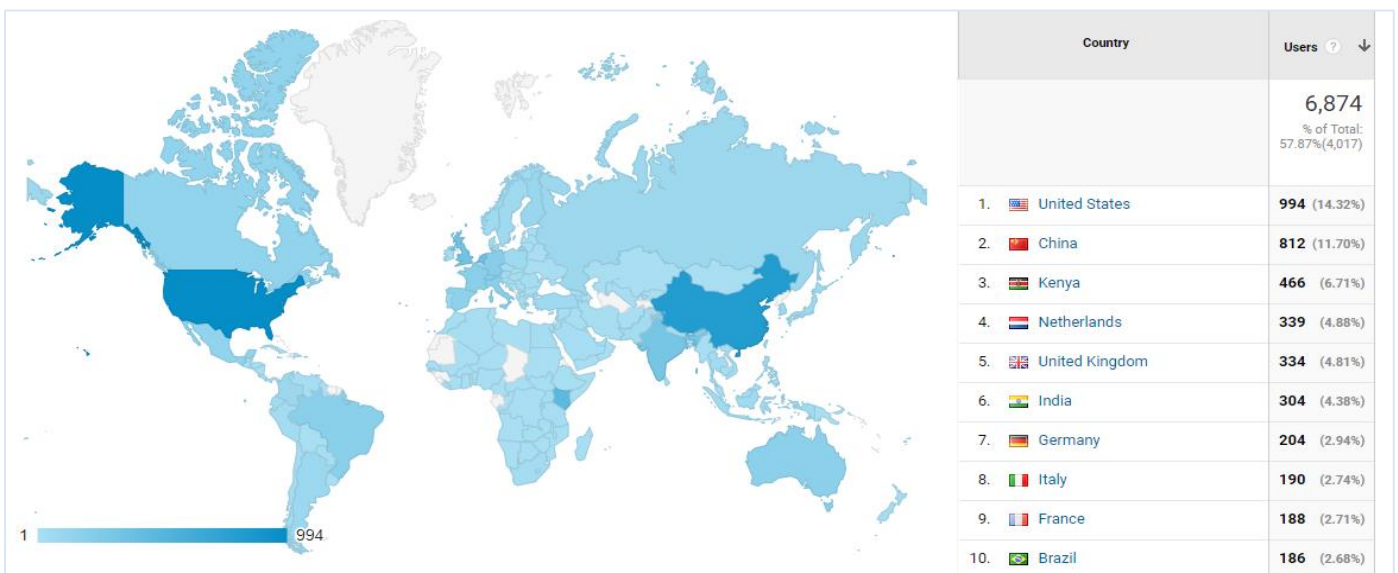 Country
Users ?
6,874
% of Total:
57.87%(4,017)
1. United States 994 (14.32%)
2. China 812 (11.70%)
3. Kenya 466 (6.71%)
4. Netherlands 339 (4.88%)
5. United Kingdom 334 (4.81%)
6. India 304 (4.38%)
7. Germany 204 (2.94%)
8. Italy 190 (2.74%)
9. France 188 (2.71%)
10. Brazil 186 (2.68%)
1 994